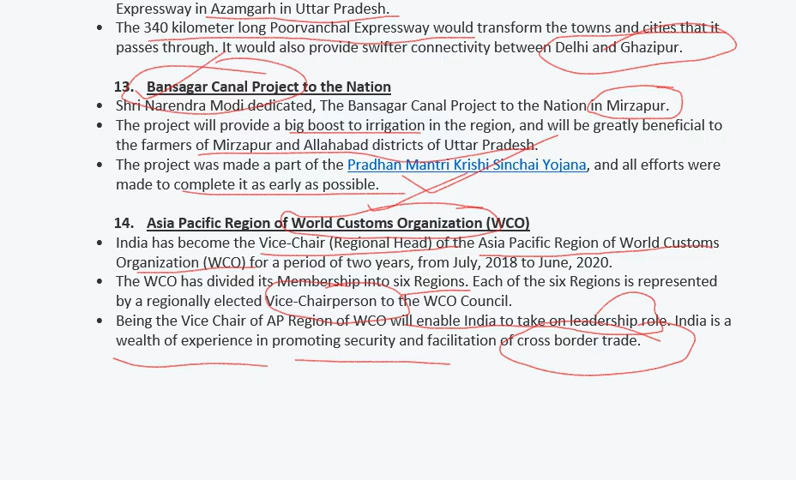 Expressway in Azamgarh in Uttar Pradesh.
• The 340 kilometer long Poorvanchal Expressway would transform the towns and cities that it
passes through. It would also provide swifter connectivity between Delhi and Ghazipur.
13. Bansagar Canal Project to the Nation
• Shri Narendra Modi dedicated, The Bansagar Canal Project to the Nation in Mirzapur.
• The project will provide a big boost to irrigation in the region, and will be greatly beneficial to
the farmers of Mirzapur and Allahabad districts of Uttar Pradesh.
• The project was made a part of the Pradhan Mantri Krishi Sinchai Yojana, and all efforts were
made to complete it as early as possible.
14. Asia Pacific Region of World Customs Organization (WCO)
• India has become the Vice-Chair (Regional Head) of the Asia Pacific Region of World Customs
Organization (WCO) for a period of two years, from July, 2018 to June, 2020.
• The WCO has divided its Membership into six Regions. Each of the six Regions is represented
by a regionally elected Vice-Chairperson to the WCO Council.
• Being the Vice Chair of AP Region of WCO will enable India to take on leadership role. India is a
wealth of experience in promoting security and facilitation of cross border trade.